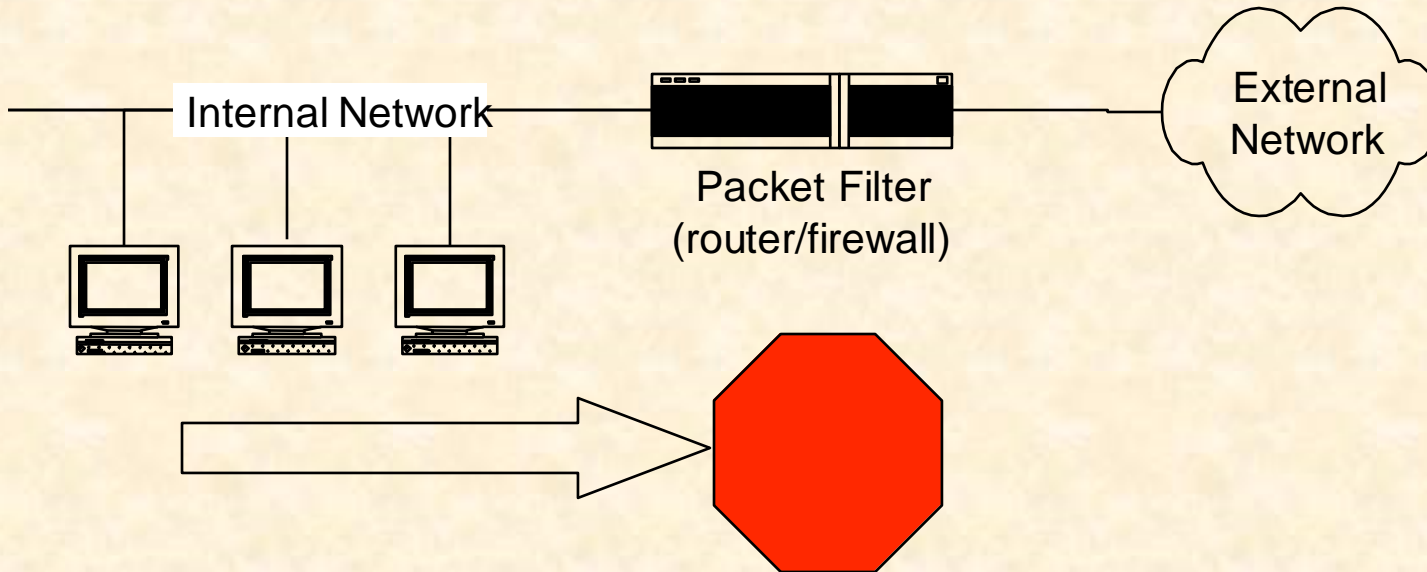 Internal Network
External
Network
Packet Filter
(router/firewall)